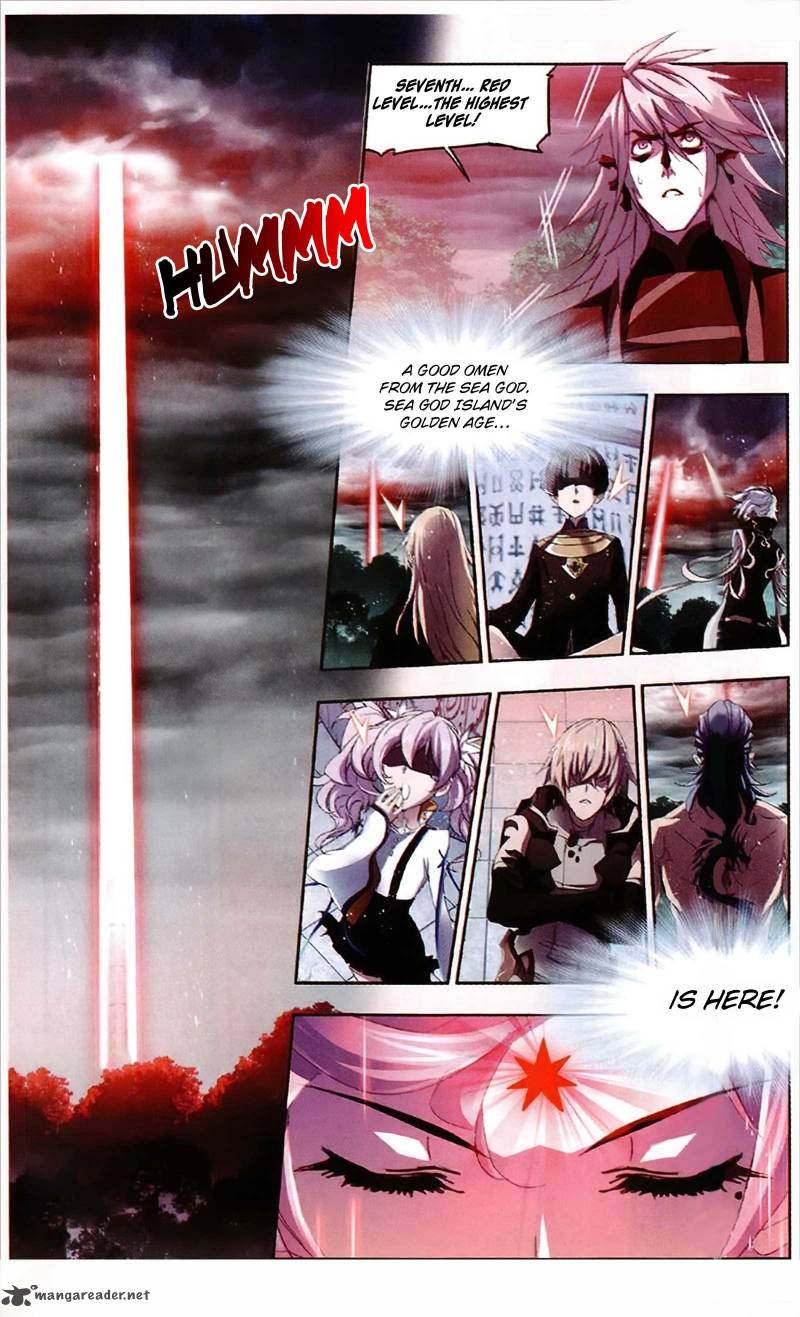 SEVENTH... RED
LEVEL...THE HIGHEST
LEVEL!
HUMMM
A GOOD OMEN
FROM THE SEA GOD.
SEA GOD ISLAND'S
GOLDEN AGE...
IS HERE!
mangareader.net